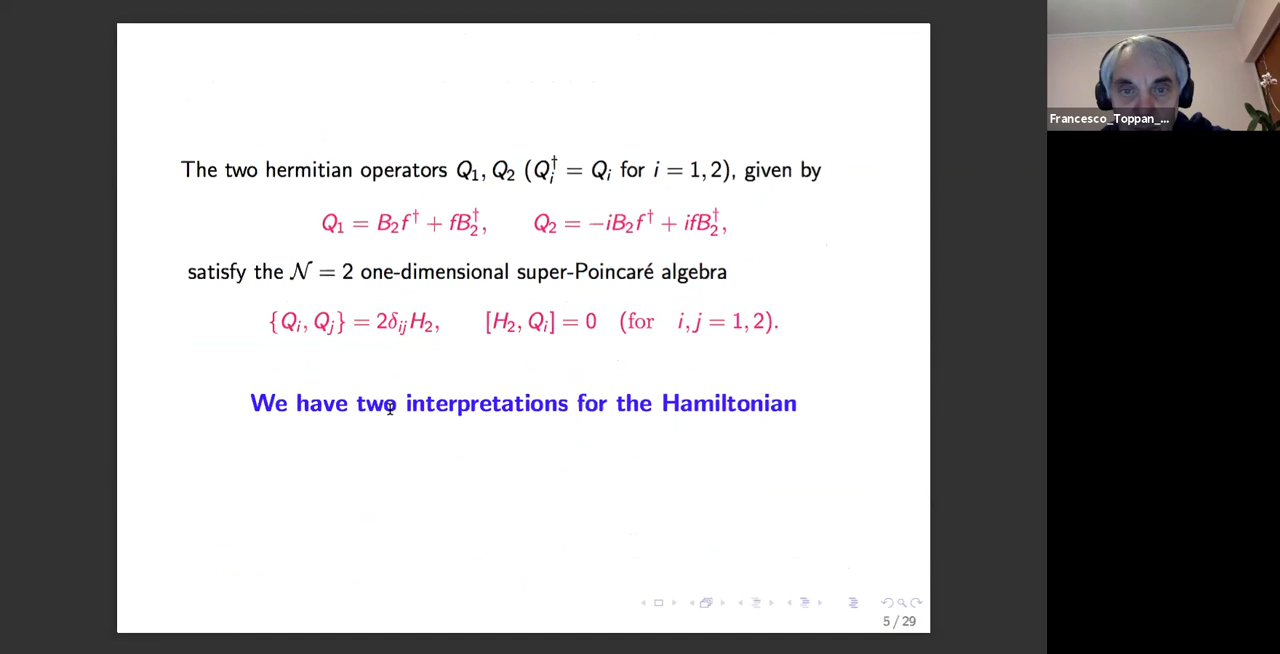 The two hermitian operators Q₁, Q₂ (Qᵢ† = Qᵢ for i = 1, 2), given by
Q₁ = B₂f† + fB₂†, Q₂ = −iB₂f† + ifB₂†,
satisfy the 𝒩 = 2 one-dimensional super-Poincaré algebra
{Qᵢ, Qⱼ} = 2δᵢⱼH₂, [H₂, Qᵢ] = 0 (for i, j = 1, 2).
We have two interpretations for the Hamiltonian
5 / 29
Francesco_Toppan_...